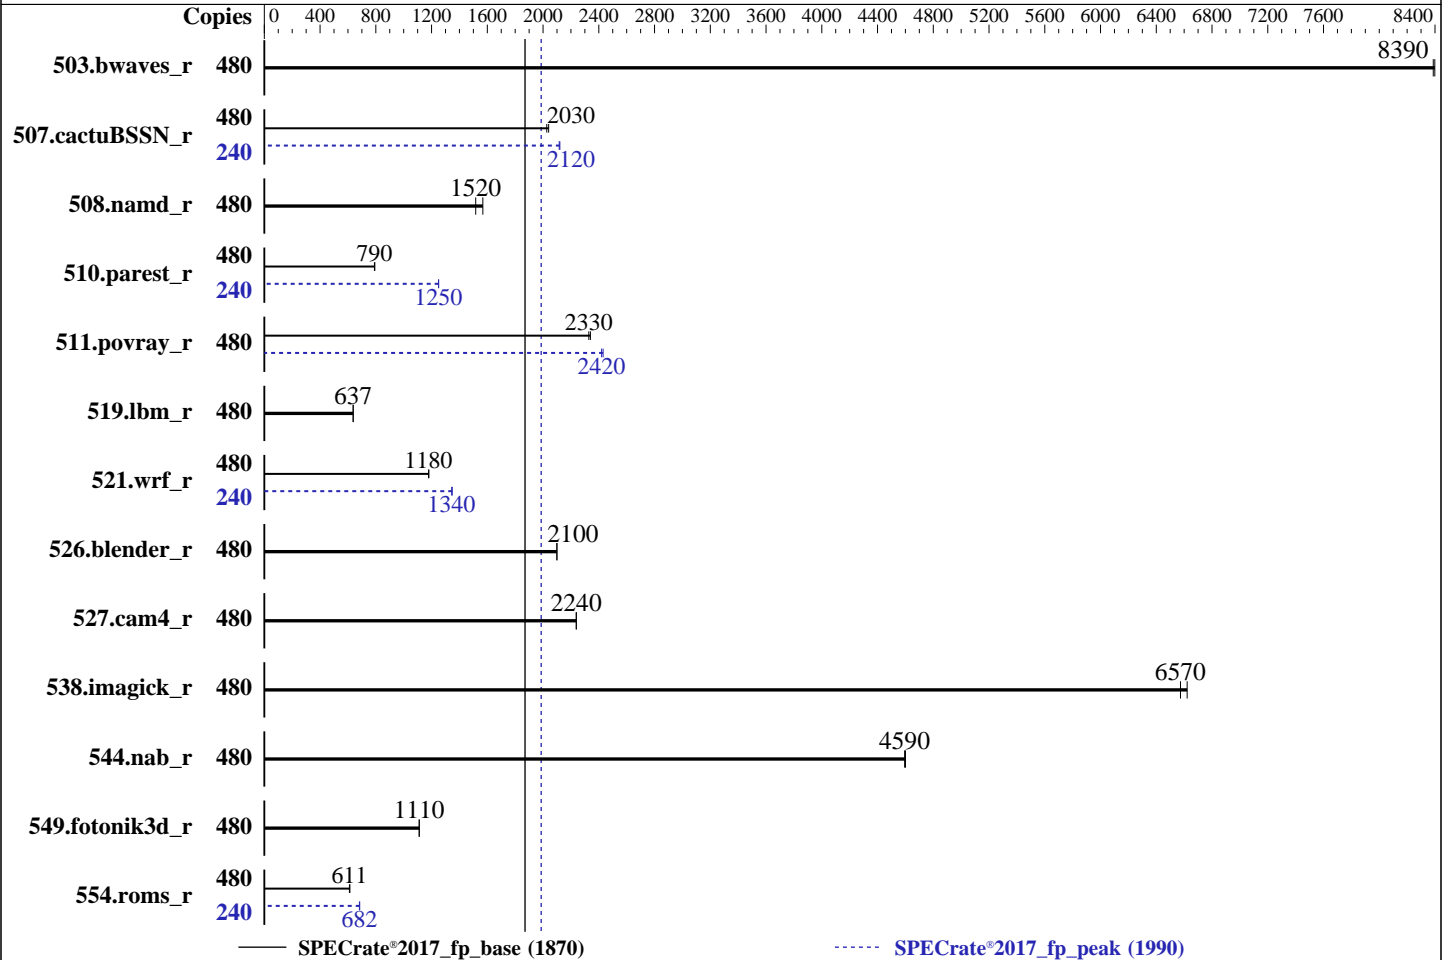 Copies 0 400 800 1200 1600 2000 2400 2800 3200 3600 4000 4400 4800 5200 5600 6000 6400 6800 7200 7600 8400
503.bwaves_r 480 8390
507.cactuBSSN_r 480 2030
240 2120
508.namd_r 480 1520
510.parest_r 480 790
240 1250
511.povray_r 480 2330
2420
519.lbm_r 480 637
521.wrf_r 480 1180
240 1340
526.blender_r 480 2100
527.cam4_r 480 2240
538.imagick_r 480 6570
544.nab_r 480 4590
549.fotonik3d_r 480 1110
554.roms_r 480 611
240 682
SPECrate®2017_fp_base (1870) SPECrate®2017_fp_peak (1990)